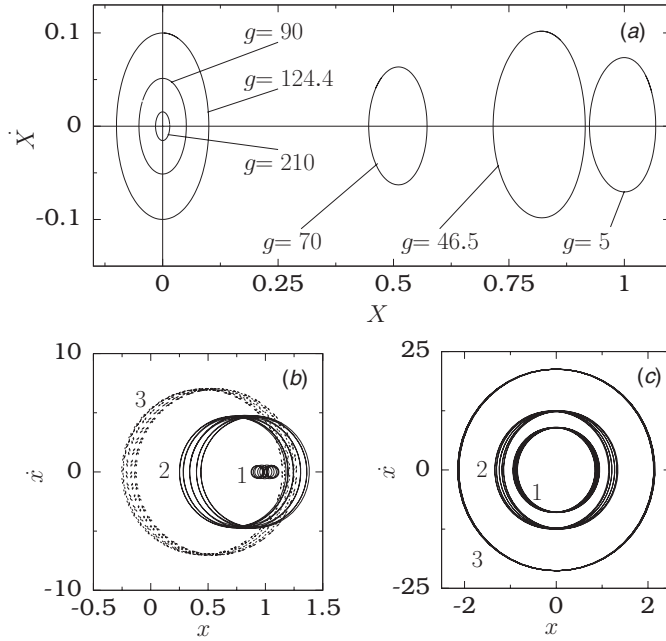 0.1
0
-0.1
Ẋ
(a)
g= 90
g= 124.4
g= 210
g= 70
g= 46.5
g= 5
0 0.25 0.5 0.75 1
X
10
0
-10
ẋ
(b)
3
2
1
-0.5 0 0.5 1 1.5
x
25
0
-25
ẋ
(c)
2
1
3
-2 0 2
x